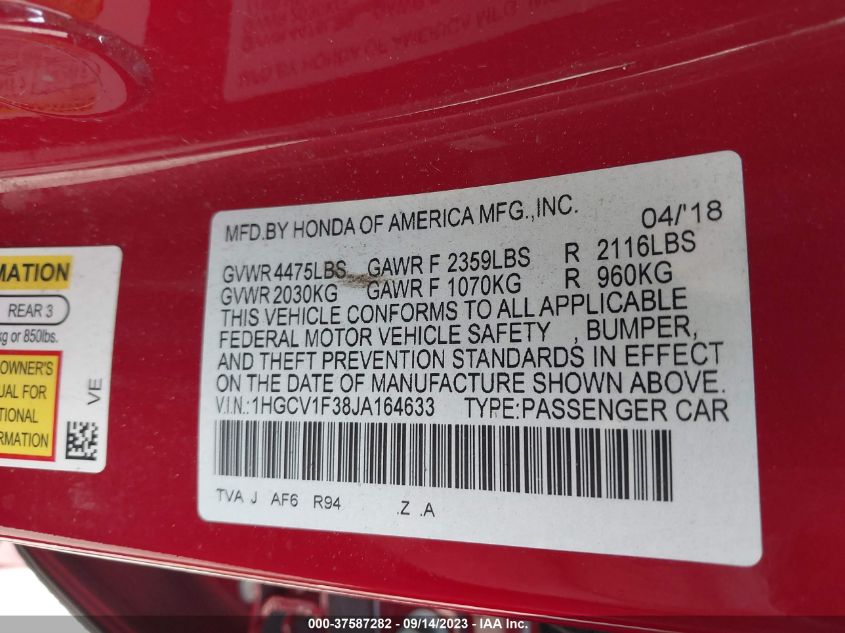 MFD.BY HONDA OF AMERICA MFG.,INC. 04/'18
GVWR 4475LBS GAWR F 2359LBS R 2116LBS
GVWR 2030KG GAWR F 1070KG R 960KG
THIS VEHICLE CONFORMS TO ALL APPLICABLE
FEDERAL MOTOR VEHICLE SAFETY , BUMPER,
AND THEFT PREVENTION STANDARDS IN EFFECT
ON THE DATE OF MANUFACTURE SHOWN ABOVE.
V.I.N.:1HGCV1F38JA164633 TYPE:PASSENGER CAR
TVA J AF6 R94 .Z .A
MATION
REAR 3
kg or 850lbs.
OWNER'S
UAL FOR
TIONAL
RMATION
VE
000-37587282 - 09/14/2023 - IAA Inc.